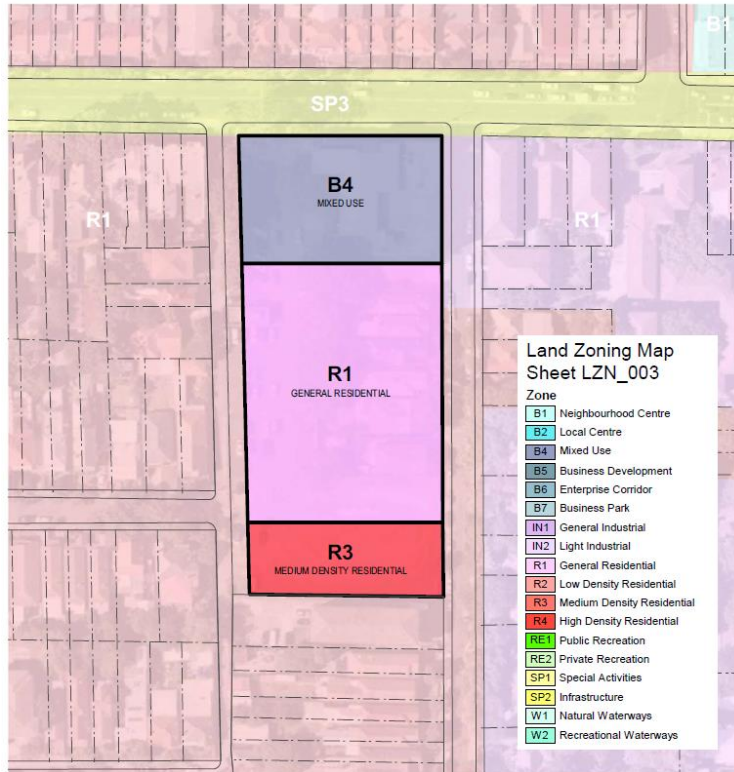 B1
SP3
B4
MIXED USE
R1
R1
R1
GENERAL RESIDENTIAL
R3
MEDIUM DENSITY RESIDENTIAL
Land Zoning Map
Sheet LZN_003
Zone
B1 Neighbourhood Centre
B2 Local Centre
B4 Mixed Use
B5 Business Development
B6 Enterprise Corridor
B7 Business Park
IN1 General Industrial
IN2 Light Industrial
R1 General Residential
R2 Low Density Residential
R3 Medium Density Residential
R4 High Density Residential
RE1 Public Recreation
RE2 Private Recreation
SP1 Special Activities
SP2 Infrastructure
W1 Natural Waterways
W2 Recreational Waterways